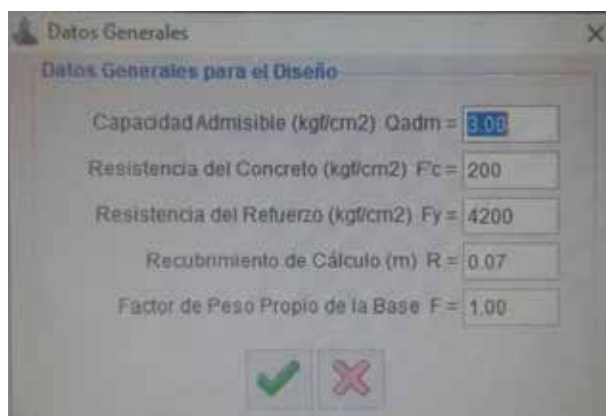 Datos Generales
Datos Generales para el Diseño
Capacidad Admisible (kgf/cm2) Qadm = 3.00
Resistencia del Concreto (kgf/cm2) F'c = 200
Resistencia del Refuerzo (kgf/cm2) Fy = 4200
Recubrimiento de Cálculo (m) R = 0.07
Factor de Peso Propio de la Base F = 1.00